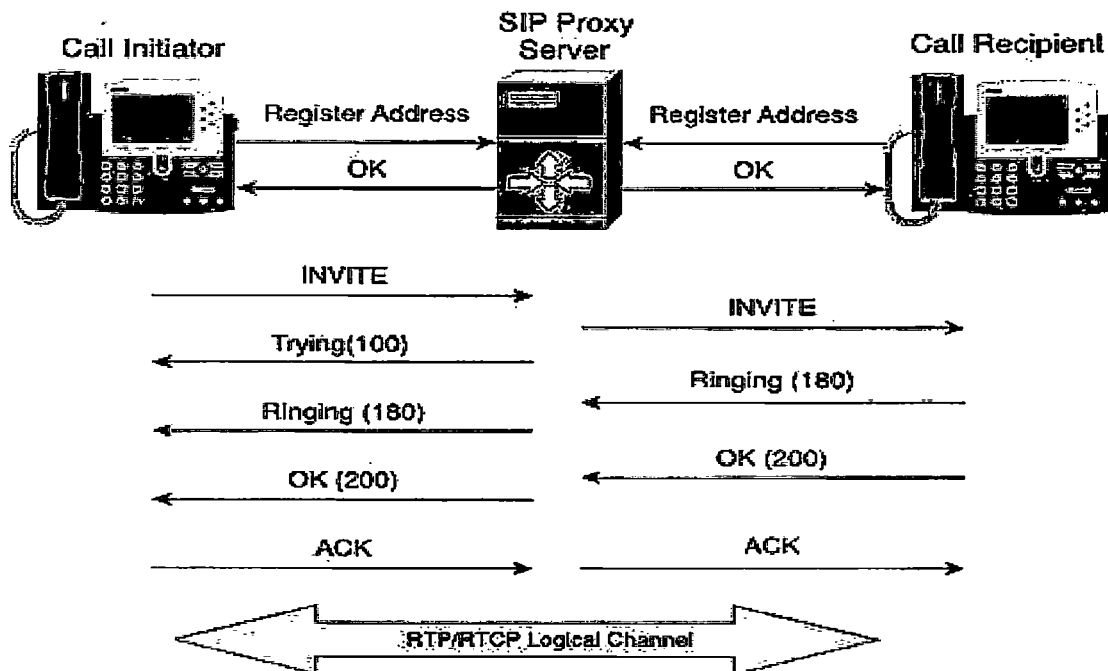 SIP Proxy
Server
Call Initiator
Call Recipient
Register Address
Register Address
OK
OK
INVITE
INVITE
Trying(100)
Ringing (180)
Ringing (180)
OK (200)
OK (200)
ACK
ACK
RTP/RTCP Logical Channel